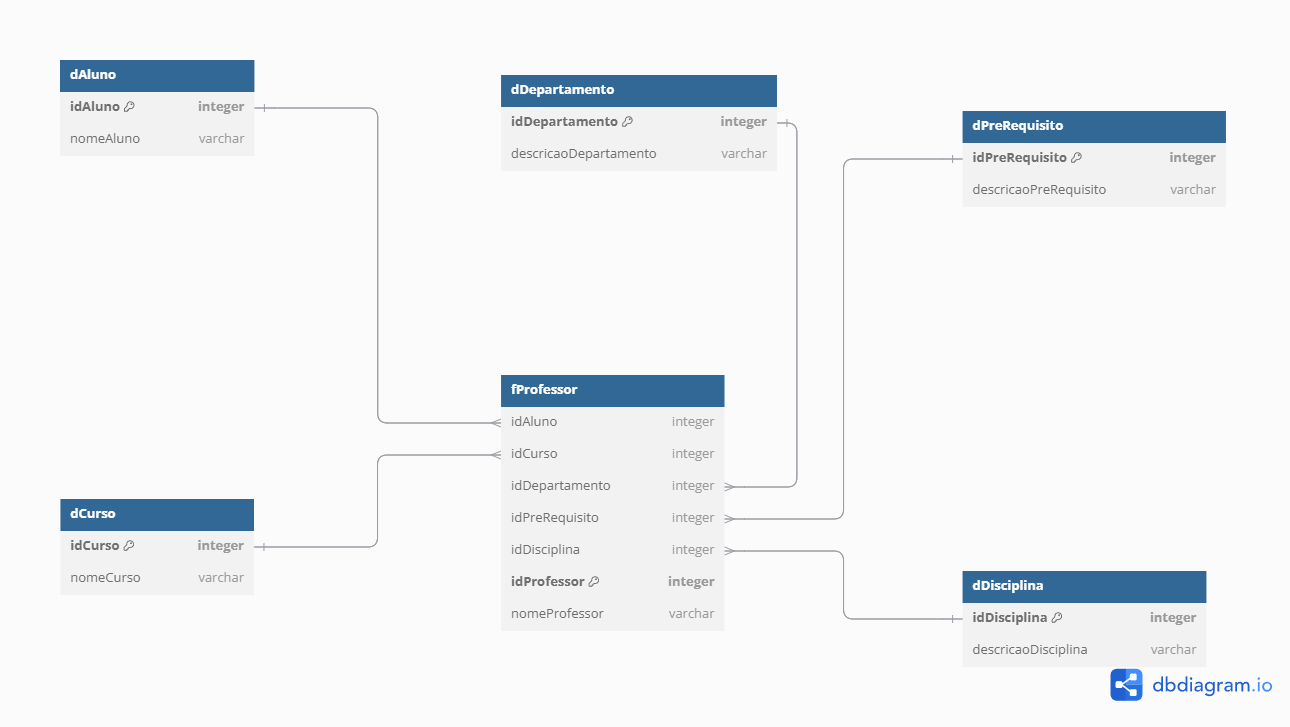 dAluno
idAluno integer
nomeAluno varchar
dDepartamento
idDepartamento integer
descricaoDepartamento varchar
dPreRequisito
idPreRequisito integer
descricaoPreRequisito varchar
fProfessor
idAluno integer
idCurso integer
idDepartamento integer
idPreRequisito integer
idDisciplina integer
idProfessor integer
nomeProfessor varchar
dCurso
idCurso integer
nomeCurso varchar
dDisciplina
idDisciplina integer
descricaoDisciplina varchar
dbdiagram.io